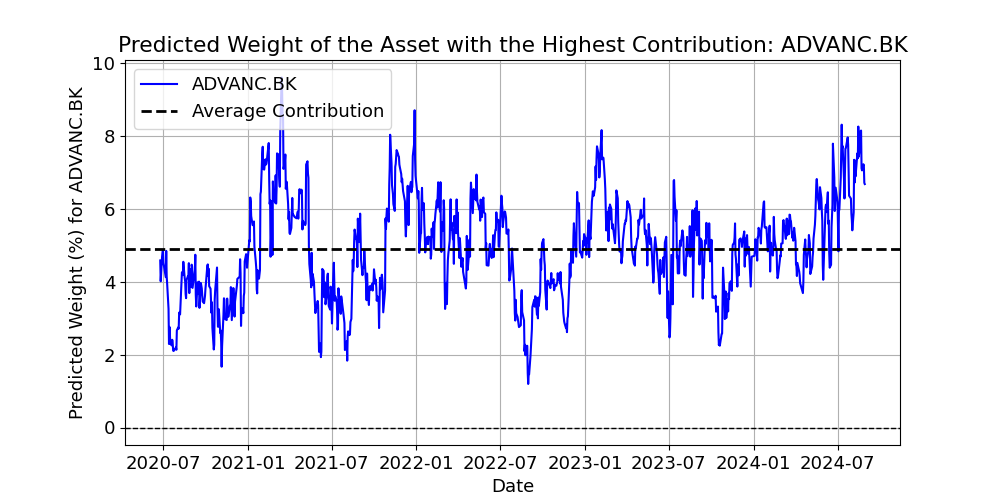 Predicted Weight of the Asset with the Highest Contribution: ADVANC.BK
Predicted Weight (%) for ADVANC.BK
10
8
6
4
2
0
ADVANC.BK
Average Contribution
2020-07 2021-01 2021-07 2022-01 2022-07 2023-01 2023-07 2024-01 2024-07
Date